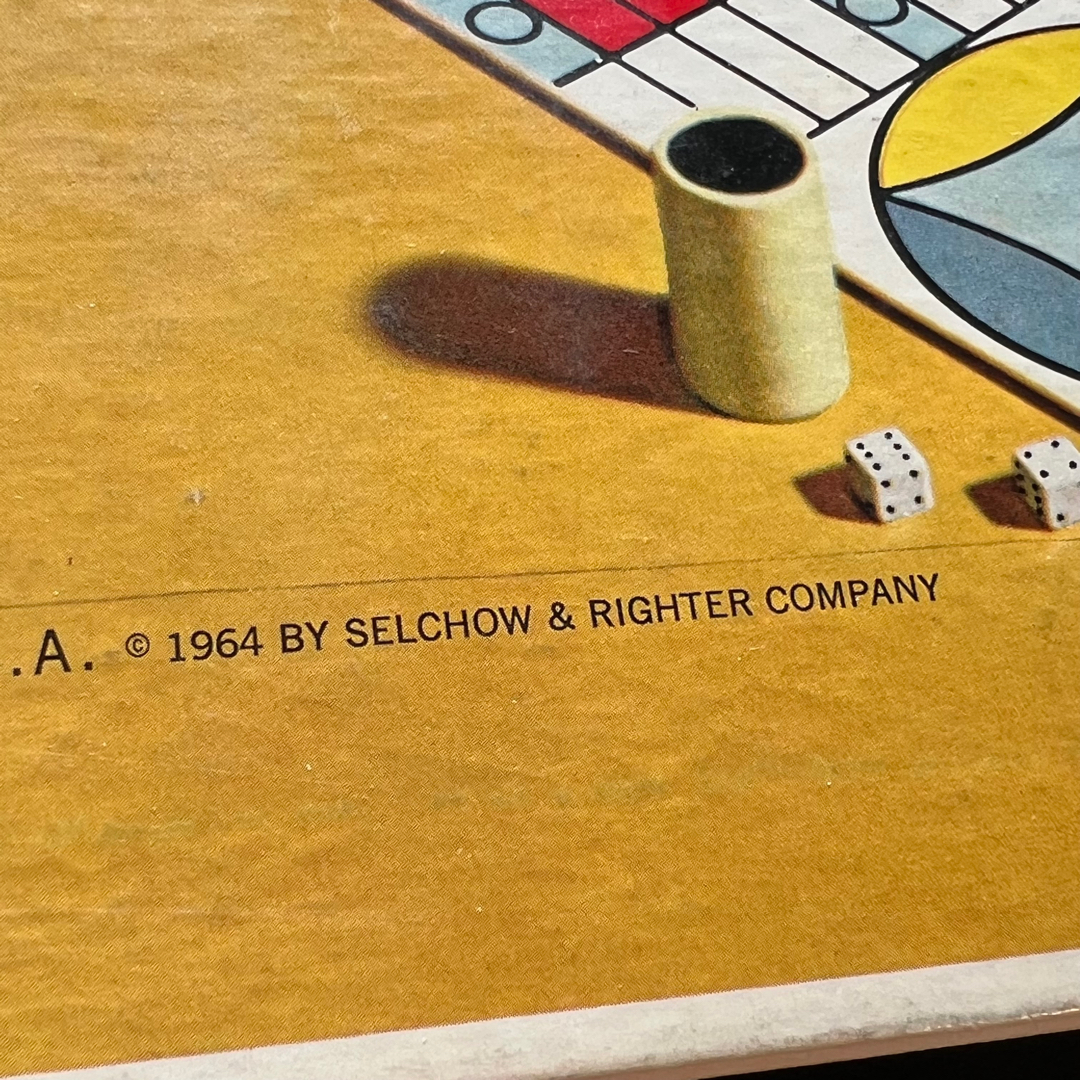 .A. © 1964 BY SELCHOW & RIGHTER COMPANY